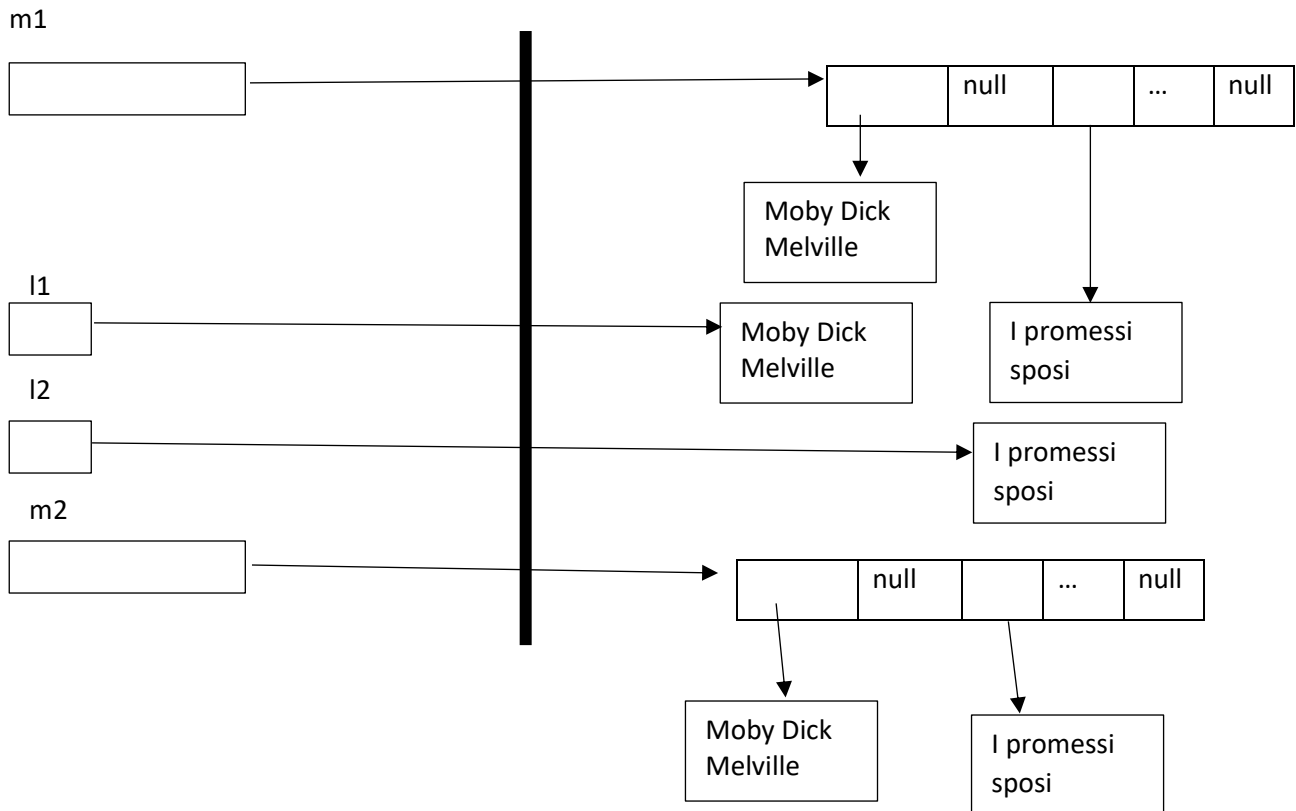 m1
null
...
null
Moby Dick
Melville
l1
Moby Dick
Melville
I promessi
sposi
l2
I promessi
sposi
m2
null
...
null
Moby Dick
Melville
I promessi
sposi